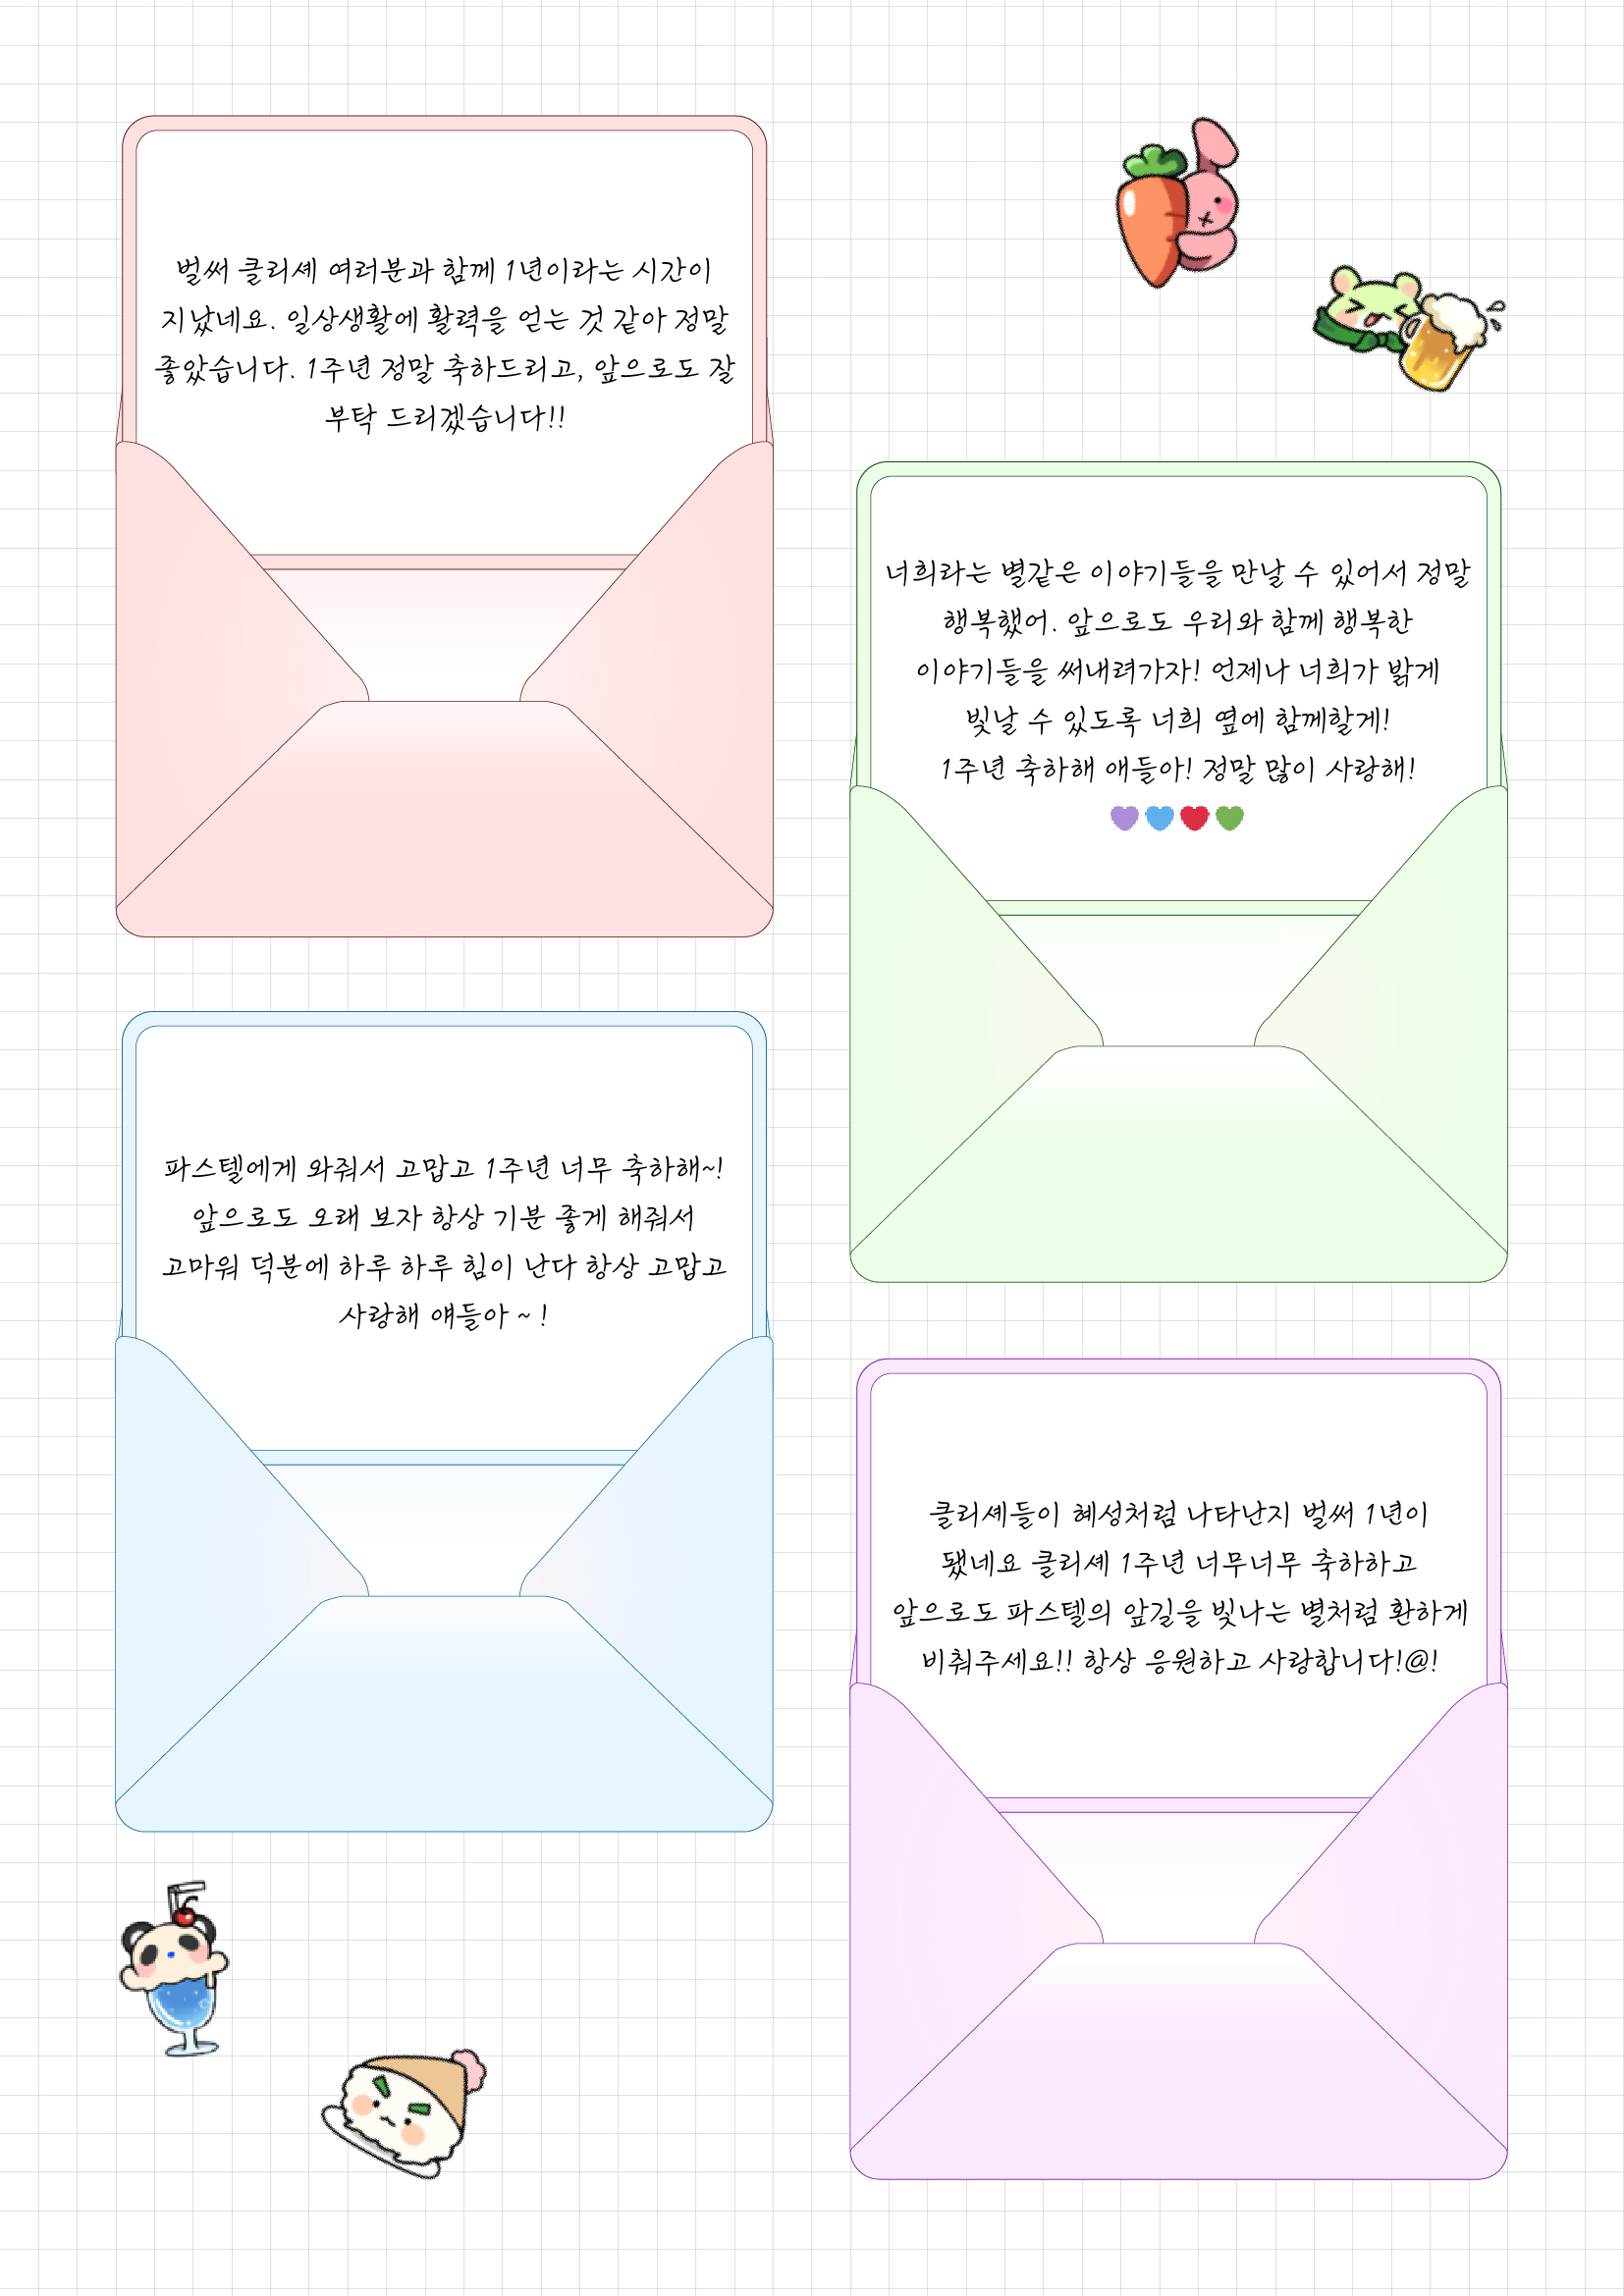 벌써 클리셰 여러분과 함께 1년이라는 시간이
지났네요. 일상생활에 활력을 얻는 것 같아 정말
좋았습니다. 1주년 정말 축하드리고, 앞으로도 잘
부탁 드리겠습니다!!
너희라는 별같은 이야기들을 만날 수 있어서 정말
행복했어. 앞으로도 우리와 함께 행복한
이야기들을 써내려가자! 언제나 너희가 밝게
빛날 수 있도록 너희 옆에 함께할게!
1주년 축하해 애들아! 정말 많이 사랑해!
💜💙❤💚
파스텔에게 와줘서 고맙고 1주년 너무 축하해~!
앞으로도 오래 보자 항상 기분 좋게 해줘서
고마워 덕분에 하루 하루 힘이 난다 항상 고맙고
사랑해 얘들아 ~ !
클리셰들이 혜성처럼 나타난지 벌써 1년이
됐네요 클리셰 1주년 너무너무 축하하고
앞으로도 파스텔의 앞길을 빛나는 별처럼 환하게
비춰주세요!! 항상 응원하고 사랑합니다!@!